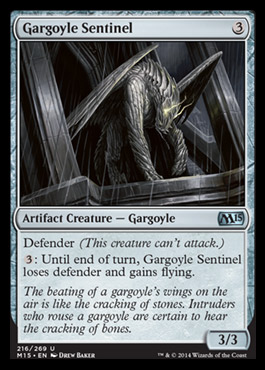 Gargoyle Sentinel 3
Artifact Creature — Gargoyle M15
Defender (This creature can't attack.)
3: Until end of turn, Gargoyle Sentinel
loses defender and gains flying.
The beating of a gargoyle's wings on the
air is like the cracking of stones. Intruders
who rouse a gargoyle are certain to hear
the cracking of bones.
3/3
216/269 U
M15 • EN DREW BAKER ™ & © 2014 Wizards of the Coast